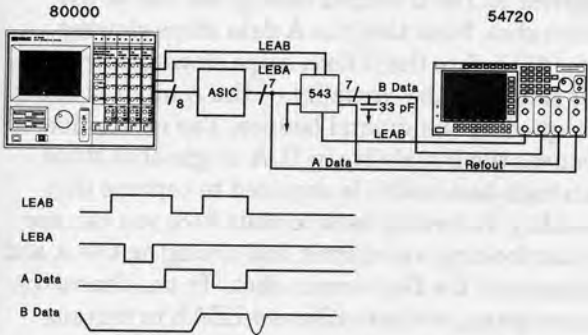 80000
54720
LEAB
LEBA
7
7
B Data
8
ASIC
543
33 pF
LEAB
A Data
Refout
LEAB
LEBA
A Data
B Data